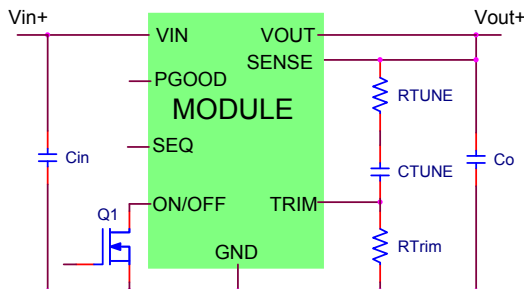 Vin+
Vout+
VIN
VOUT
SENSE
PGOOD
RTUNE
MODULE
SEQ
Cin
CTUNE
Co
Q1
ON/OFF
TRIM
RTrim
GND